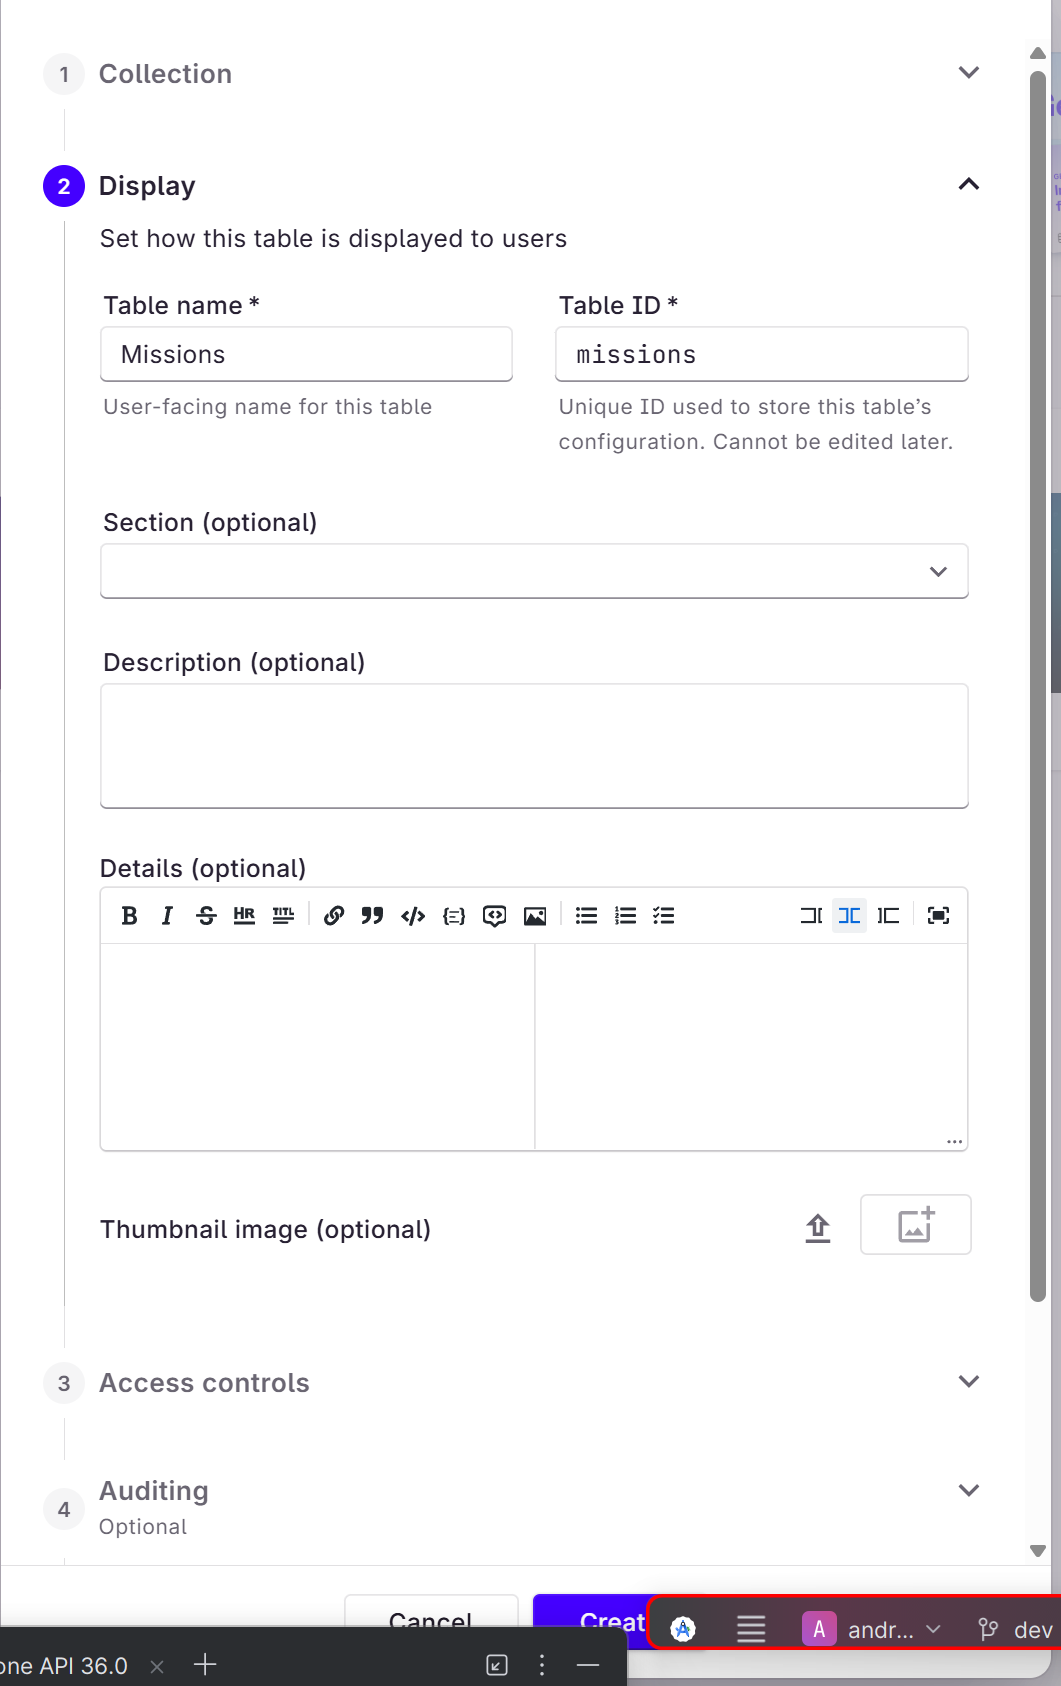 1 Collection
2 Display
Set how this table is displayed to users
Table name * Table ID *
Missions missions
User-facing name for this table Unique ID used to store this table's
configuration. Cannot be edited later.
Section (optional)
Description (optional)
Details (optional)
B I S HR TITL
Thumbnail image (optional)
3 Access controls
4 Auditing
Optional
Cancel Creat
A andr... dev
one API 36.0